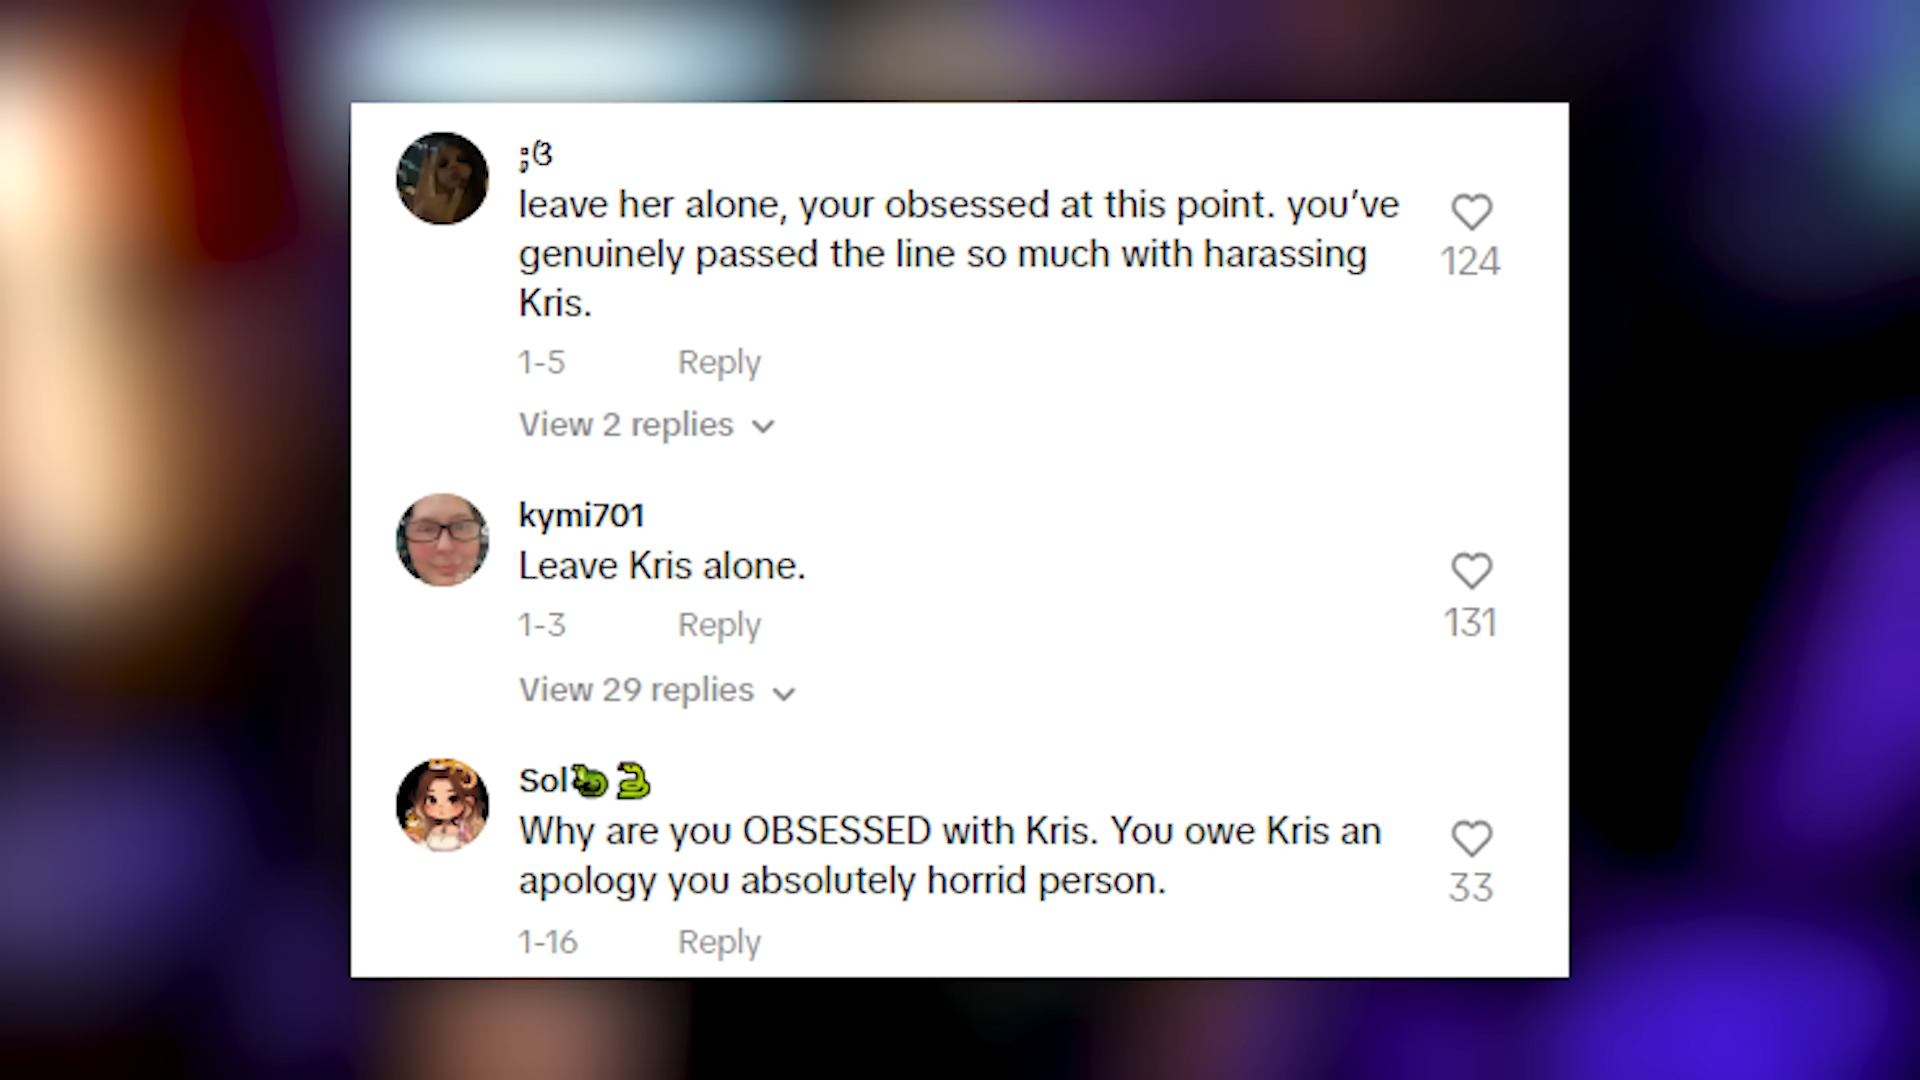 ;ଓ
leave her alone, your obsessed at this point. you’ve
genuinely passed the line so much with harassing
Kris.
124
1-5 Reply
View 2 replies
kymi701
Leave Kris alone.
131
1-3 Reply
View 29 replies
Sol🐉🐍
Why are you OBSESSED with Kris. You owe Kris an
apology you absolutely horrid person.
33
1-16 Reply